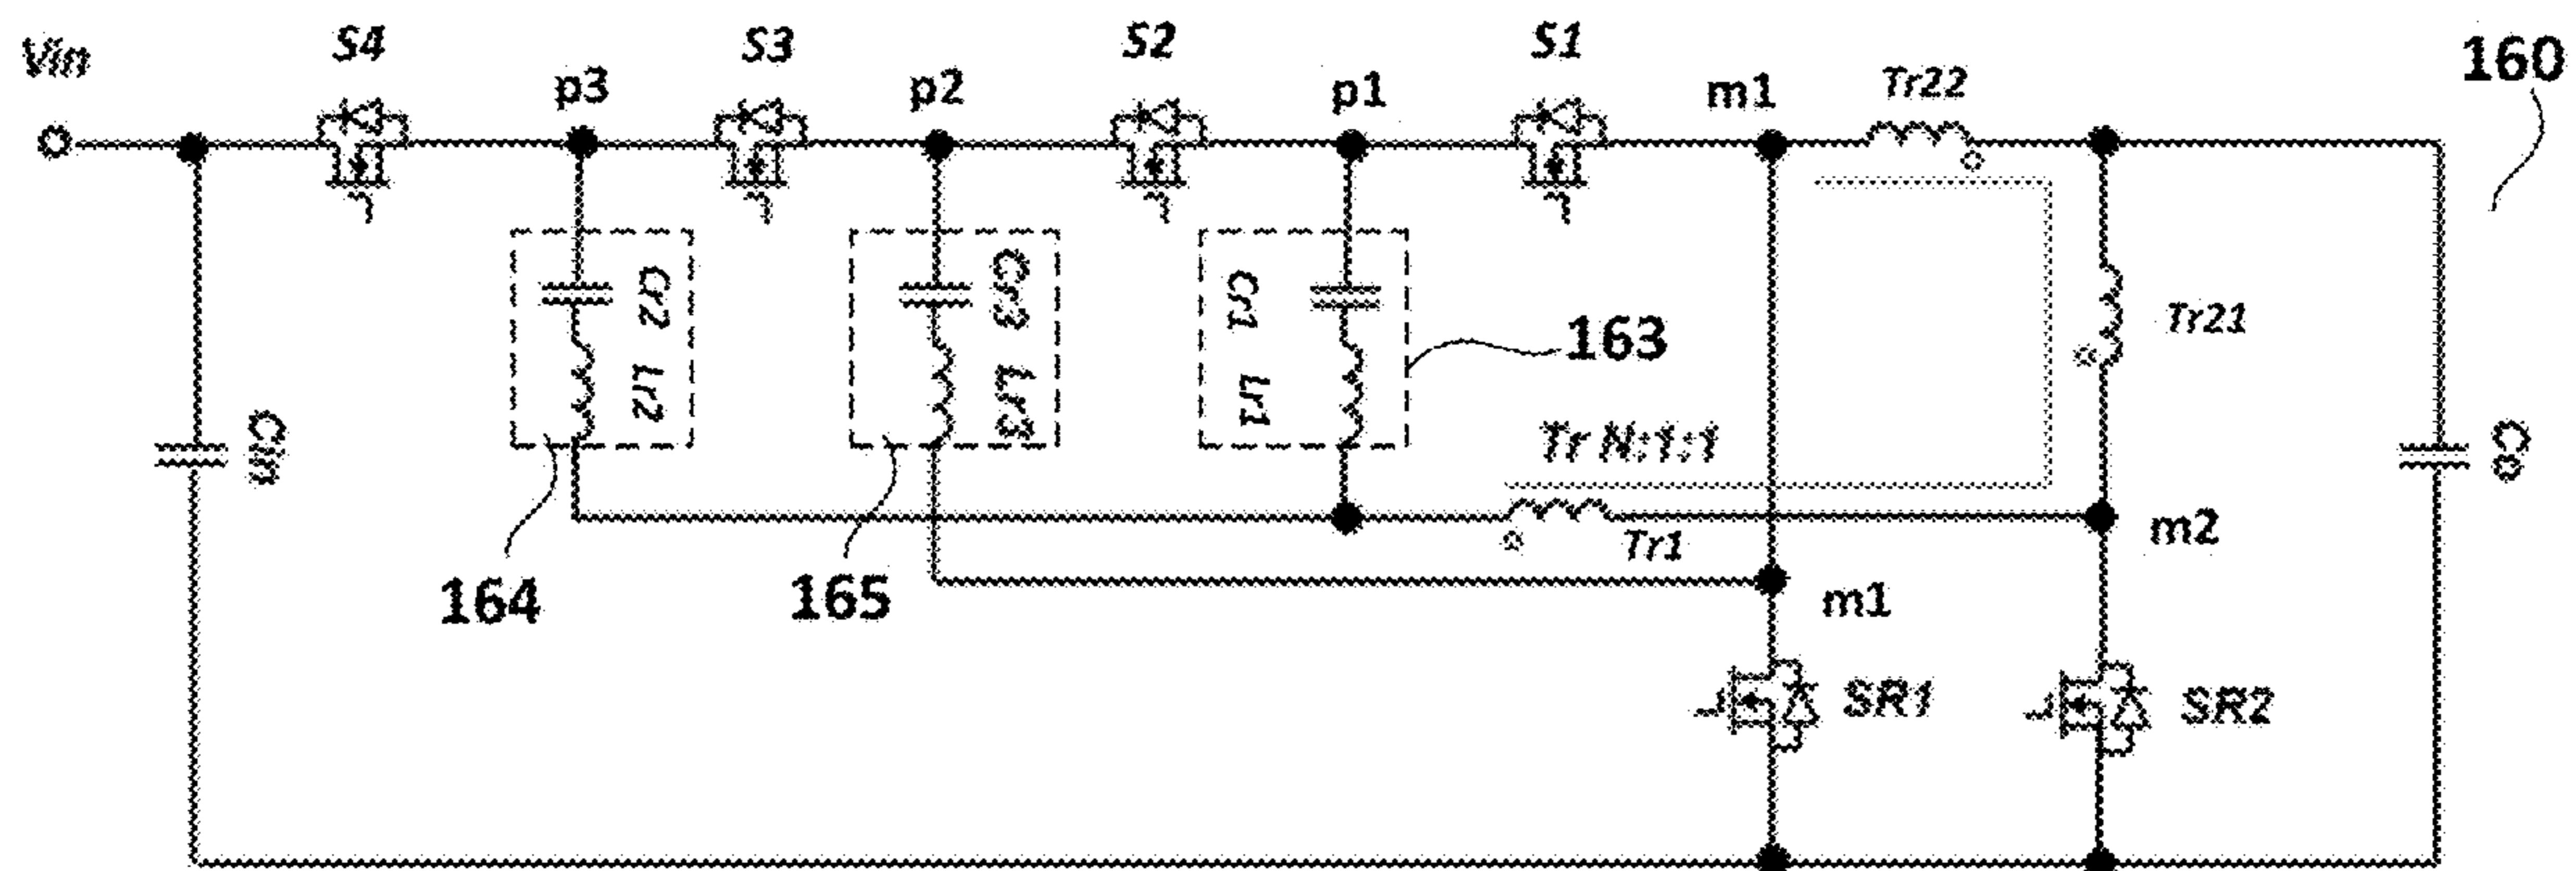 Vin
S4
S3
S2
S1
p3
p2
p1
m1
Tr22
160
Cr2 Lr2
Cr3 Lr3
Cr1 Lr1
163
Tr21
Cin
Tr N:1:1
Co
Tr1
m2
164
165
m1
SR1
SR2